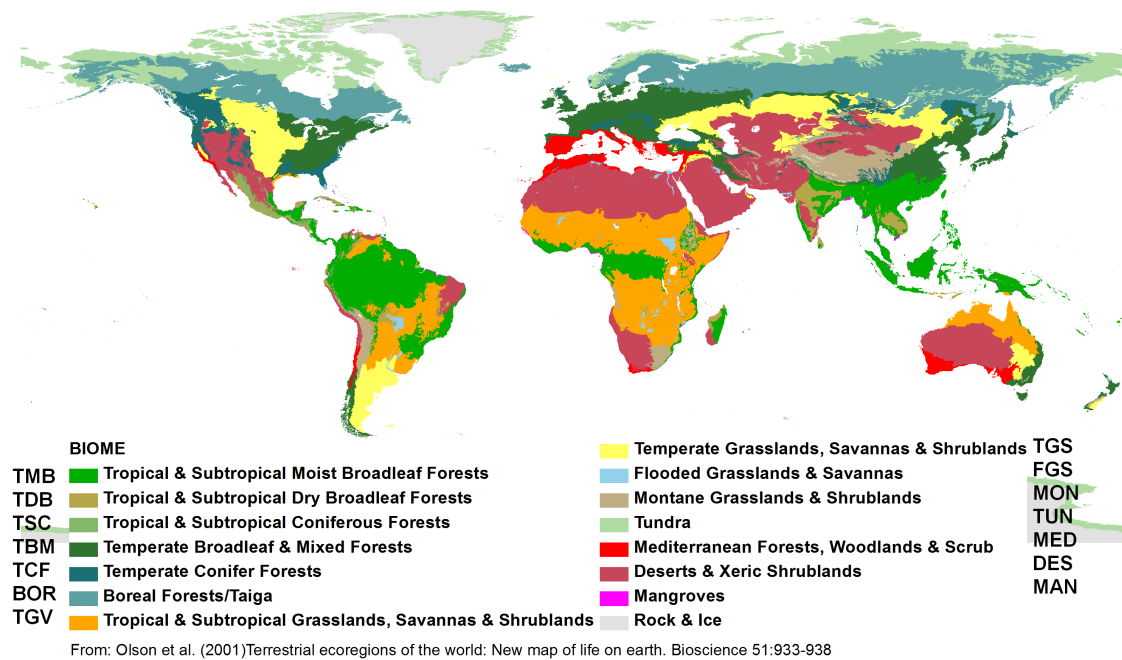 BIOME
TMB Tropical & Subtropical Moist Broadleaf Forests
TDB Tropical & Subtropical Dry Broadleaf Forests
TSC Tropical & Subtropical Coniferous Forests
TBM Temperate Broadleaf & Mixed Forests
TCF Temperate Conifer Forests
BOR Boreal Forests/Taiga
TGV Tropical & Subtropical Grasslands, Savannas & Shrublands
Temperate Grasslands, Savannas & Shrublands TGS
Flooded Grasslands & Savannas FGS
Montane Grasslands & Shrublands MON
Tundra TUN
Mediterranean Forests, Woodlands & Scrub MED
Deserts & Xeric Shrublands DES
Mangroves MAN
Rock & Ice
From: Olson et al. (2001)Terrestrial ecoregions of the world: New map of life on earth. Bioscience 51:933-938